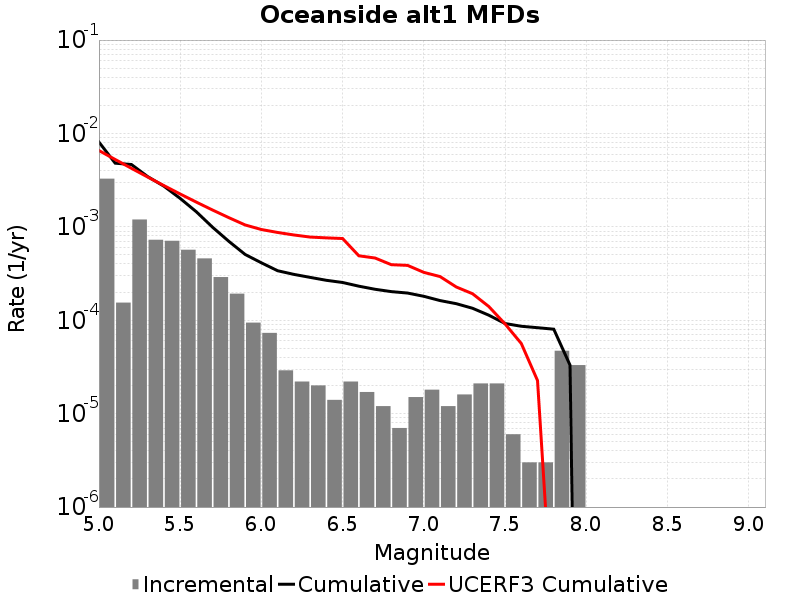 Oceanside alt1 MFDs
10-1
10-2
10-3
10-4
10-5
10-6
Rate (1/yr)
5.0 5.5 6.0 6.5 7.0 7.5 8.0 8.5 9.0
Magnitude
Incremental Cumulative UCERF3 Cumulative